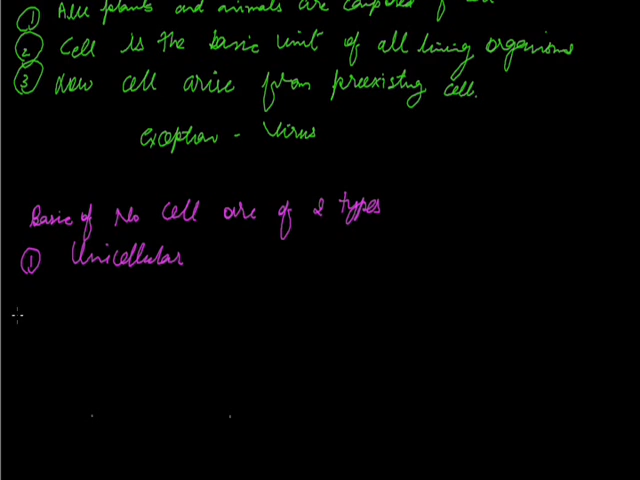 ① All plants and animals are composed of
② Cell is the basic unit of all living organisms
③ New cell arise from preexisting cell.
Exception - Virus
Basic of No cell are of 2 types
① Unicellular